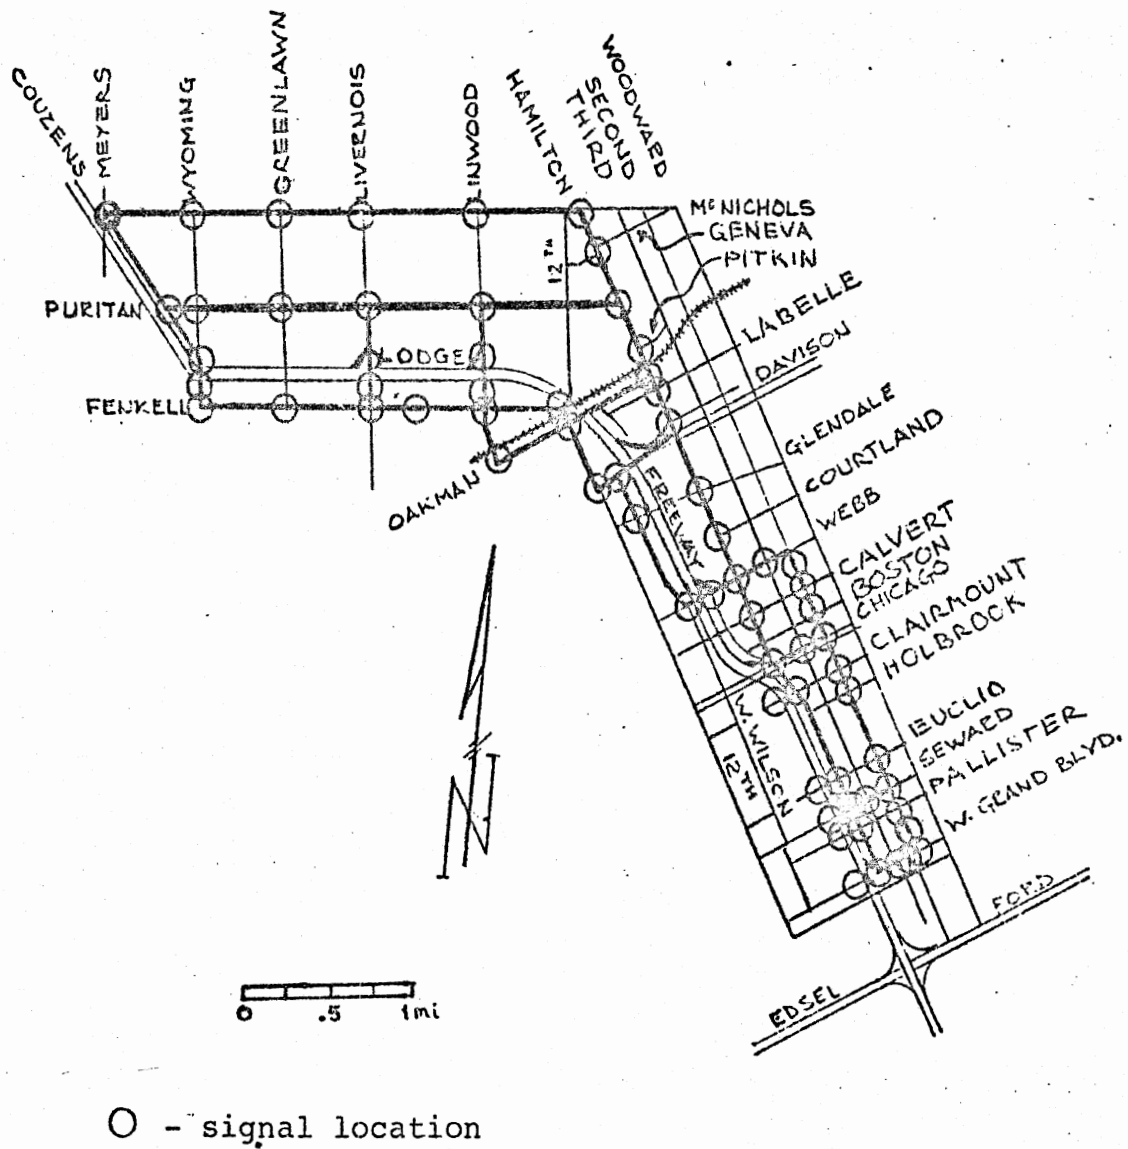 COUZENS
MEYERS
WYOMING
GREENLAWN
LIVERNOIS
LINWOOD
HAMILTON
THIRD
SECOND
WOODWARD
McNICHOLS
GENEVA
PITKIN
12TH
PURITAN
LABELLE
DAVISON
LODGE
FENKELL
GLENDALE
COURTLAND
OAKMAN
FREEWAY
WEBB
CALVERT
BOSTON
CHICAGO
CLAIRMOUNT
HOLBROOK
W. WILSON
12TH
EUCLID
SEWARD
PALLISTER
W. GRAND BLVD.
N
EDSEL
FORD
0 .5 1mi
O - signal location